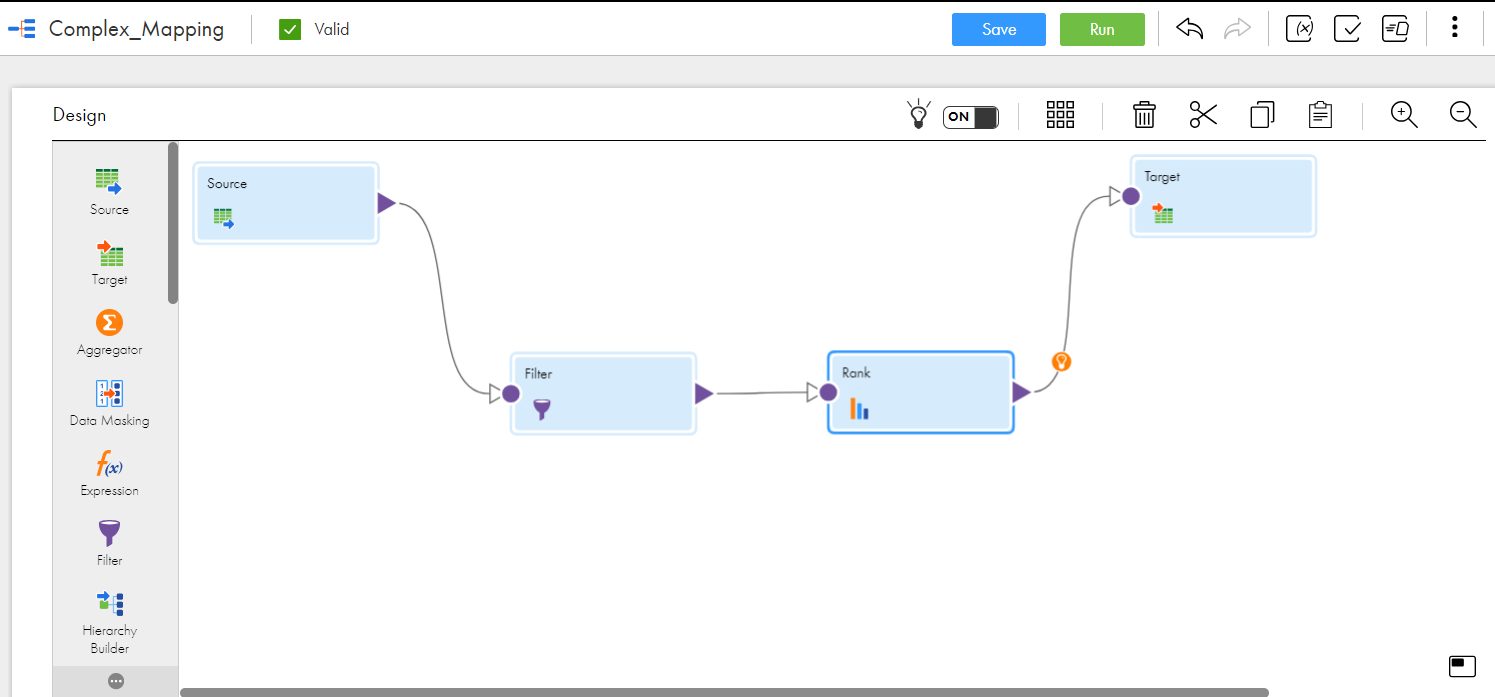 Complex_Mapping
Valid
Save
Run
Design
ON
Source
Target
Aggregator
Data Masking
Expression
Filter
Hierarchy
Builder
Source
Filter
Rank
Target